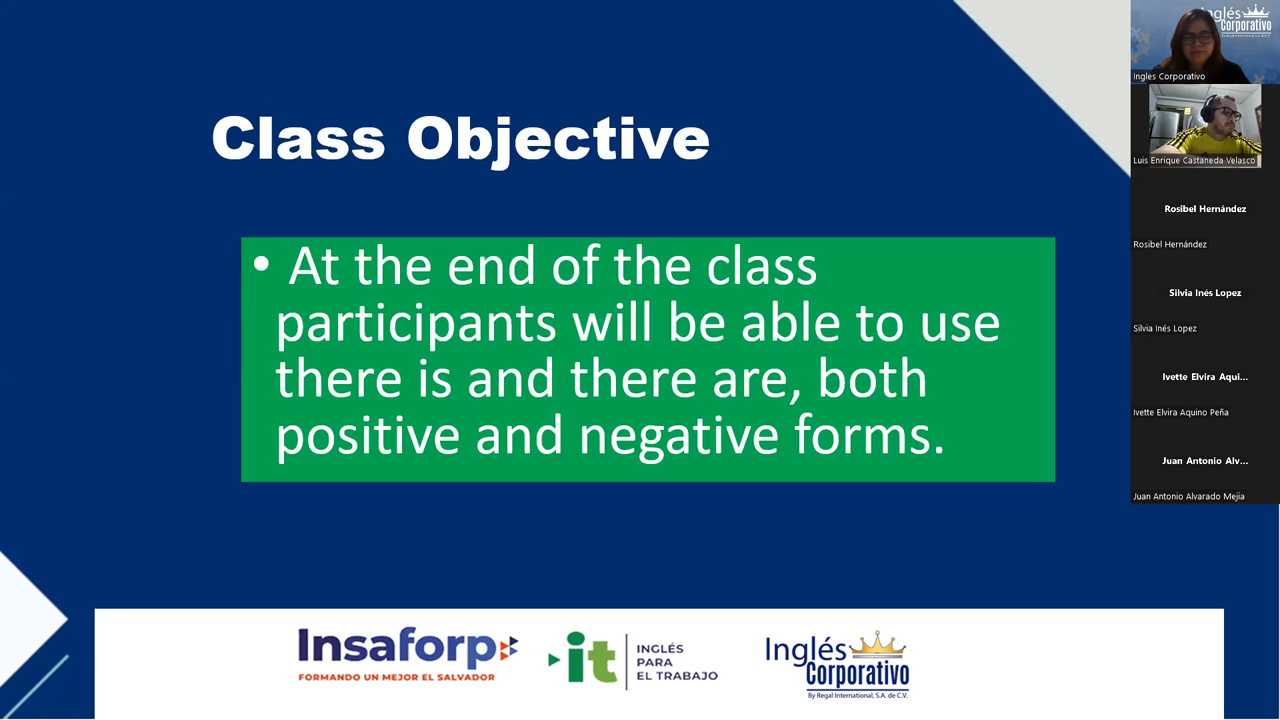 Class Objective
• At the end of the class
participants will be able to use
there is and there are, both
positive and negative forms.
Insaforp
FORMANDO UN MEJOR EL SALVADOR
it
INGLÉS
PARA
EL TRABAJO
Inglés
Corporativo
By Regal International, S.A. de C.V.
Inglés
Corporativo
Ingles Corporativo
Luis Enrique Castaneda Velasco
Rosibel Hernández
Rosibel Hernández
Silvia Inés Lopez
Silvia Inés Lopez
Ivette Elvira Aqui...
Ivette Elvira Aquino Peña
Juan Antonio Alv...
Juan Antonio Alvarado Mejia